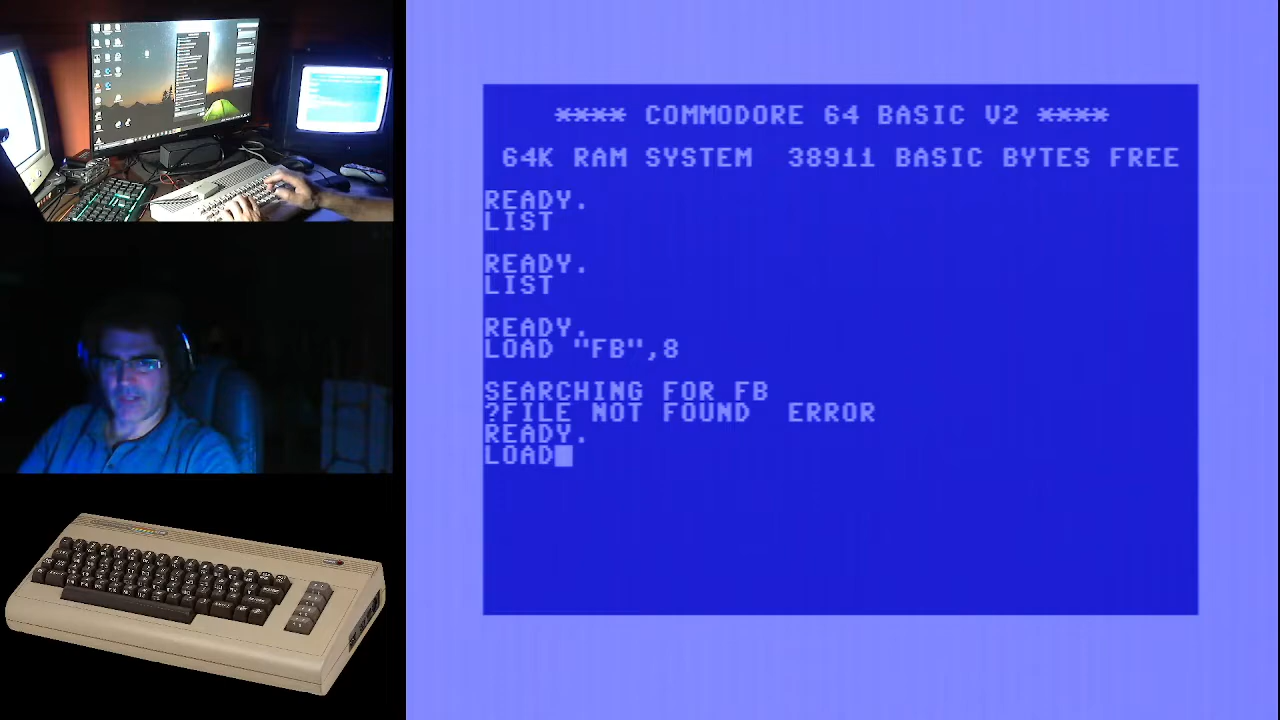 **** COMMODORE 64 BASIC V2 ****
64K RAM SYSTEM  38911 BASIC BYTES FREE
READY.
LIST
READY.
LIST
READY.
LOAD "FB",8
SEARCHING FOR FB
?FILE NOT FOUND  ERROR
READY.
LOAD